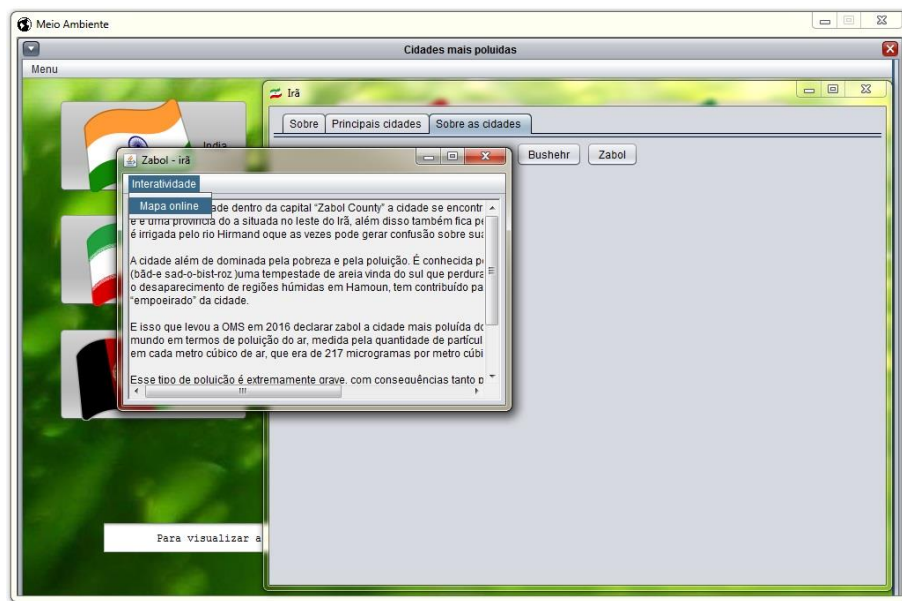 Meio Ambiente
Cidades mais poluidas
Menu
Irã
Sobre
Principais cidades
Sobre as cidades
Bushehr
Zabol
Zabol - irã
Interatividade
Mapa online
ade dentro da capital “Zabol County” a cidade se encontr
e é uma província do a situada no leste do Irã, além disso também fica pe
é irrigada pelo rio Hirmand oque as vezes pode gerar confusão sobre sua
A cidade além de dominada pela pobreza e pela poluição. É conhecida p
(bād-e sad-o-bist-roz )uma tempestade de areia vinda do sul que perdura
o desaparecimento de regiões húmidas em Hamoun, tem contribuído pa
“empoeirado” da cidade.
E isso que levou a OMS em 2016 declarar zabol a cidade mais poluída do
mundo em termos de poluição do ar, medida pela quantidade de partícul
em cada metro cúbico de ar, que era de 217 microgramas por metro cúbi
Esse tipo de poluição é extremamente grave, com consequências tanto p
Para visualizar a